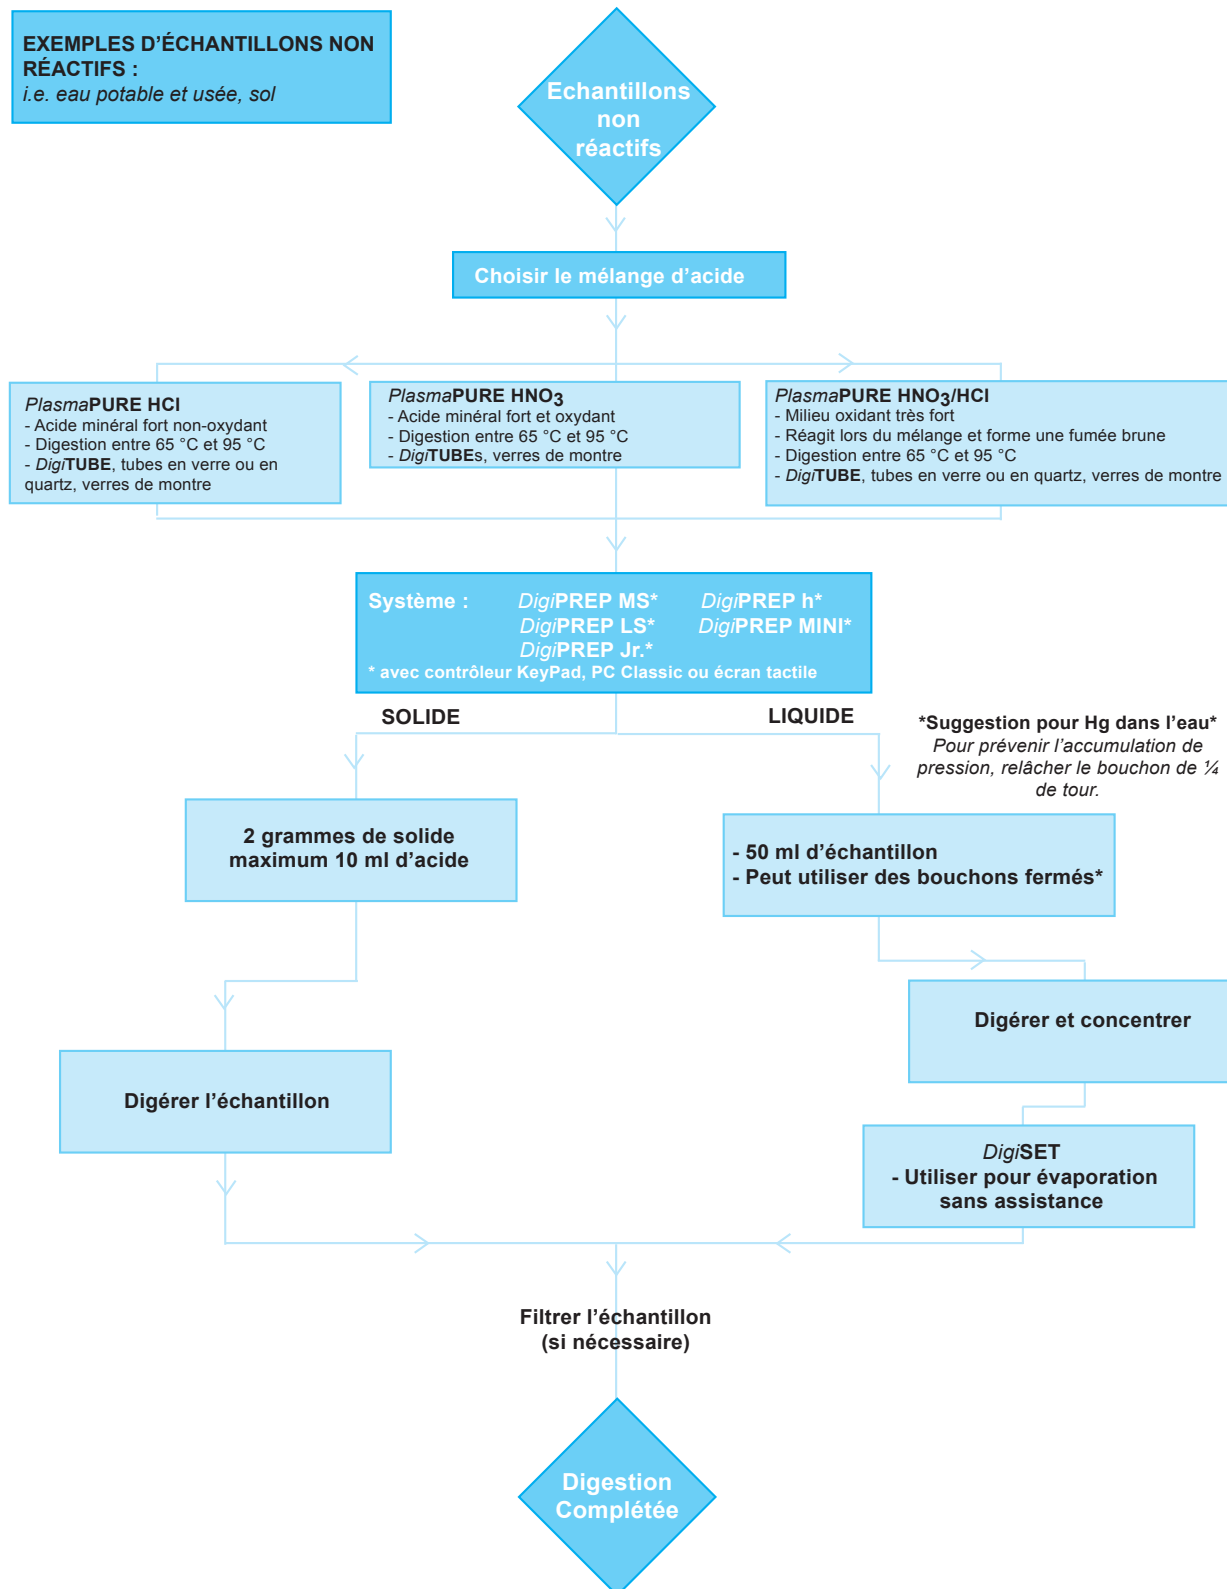 EXEMPLES D'ÉCHANTILLONS NON
RÉACTIFS :
i.e. eau potable et usée, sol
Echantillons
non
réactifs
Choisir le mélange d'acide
PlasmaPURE HCl
- Acide minéral fort non-oxydant
- Digestion entre 65 °C et 95 °C
- DigiTUBE, tubes en verre ou en
quartz, verres de montre
PlasmaPURE HNO3
- Acide minéral fort et oxydant
- Digestion entre 65 °C et 95 °C
- DigiTUBEs, verres de montre
PlasmaPURE HNO3/HCl
- Milieu oxidant très fort
- Réagit lors du mélange et forme une fumée brune
- Digestion entre 65 °C et 95 °C
- DigiTUBE, tubes en verre ou en quartz, verres de montre
Système : DigiPREP MS* DigiPREP h*
DigiPREP LS* DigiPREP MINI*
DigiPREP Jr.*
* avec contrôleur KeyPad, PC Classic ou écran tactile
SOLIDE
LIQUIDE
*Suggestion pour Hg dans l'eau*
Pour prévenir l'accumulation de
pression, relâcher le bouchon de ¼
de tour.
2 grammes de solide
maximum 10 ml d'acide
- 50 ml d'échantillon
- Peut utiliser des bouchons fermés*
Digérer et concentrer
Digérer l'échantillon
DigiSET
- Utiliser pour évaporation
sans assistance
Filtrer l'échantillon
(si nécessaire)
Digestion
Complétée